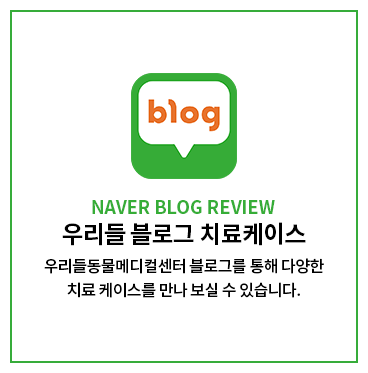 blog
NAVER BLOG REVIEW
우리들 블로그 치료케이스
우리들동물메디컬센터 블로그를 통해 다양한
치료 케이스를 만나 보실 수 있습니다.